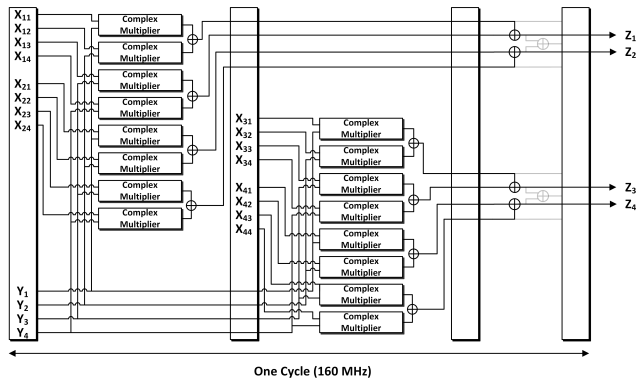 X11
X12
X13
X14
X21
X22
X23
X24
Y1
Y2
Y3
Y4
Complex
Multiplier
Complex
Multiplier
Complex
Multiplier
Complex
Multiplier
Complex
Multiplier
Complex
Multiplier
Complex
Multiplier
Complex
Multiplier
X31
X32
X33
X34
X41
X42
X43
X44
Complex
Multiplier
Complex
Multiplier
Complex
Multiplier
Complex
Multiplier
Complex
Multiplier
Complex
Multiplier
Complex
Multiplier
Complex
Multiplier
Z1
Z2
Z3
Z4
One Cycle (160 MHz)